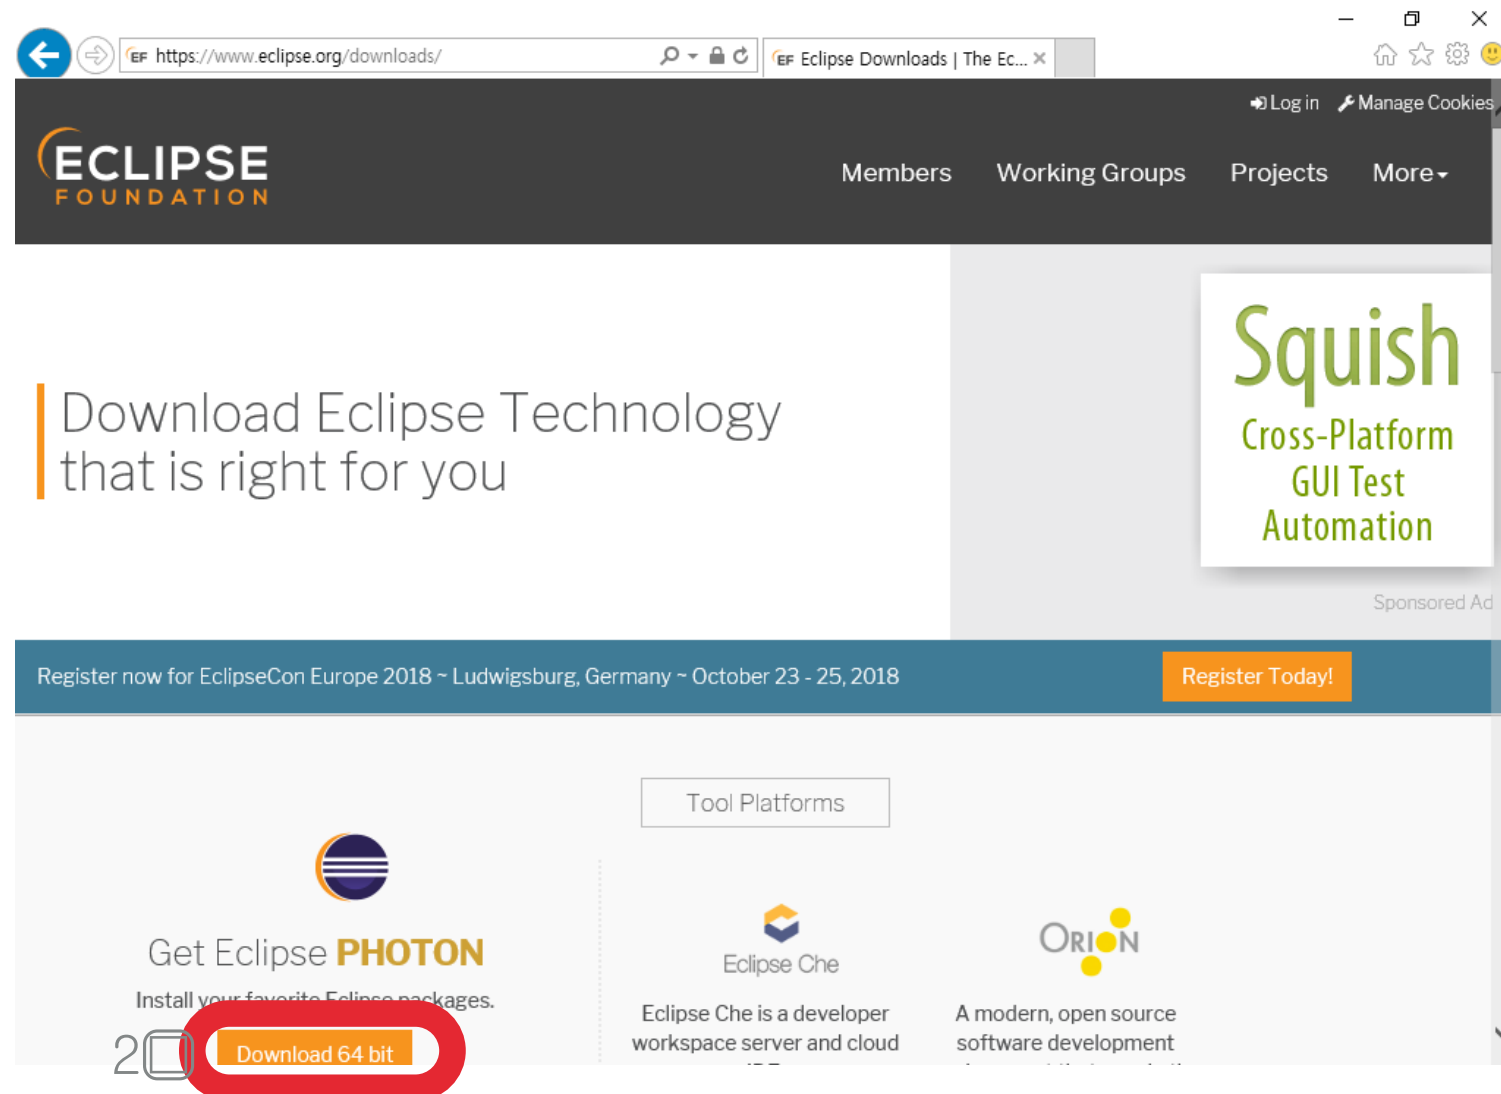 EF https://www.eclipse.org/downloads/
EF Eclipse Downloads | The Ec...
Log in Manage Cookies
ECLIPSE
FOUNDATION
Members Working Groups Projects More
Squish
Cross-Platform
GUI Test
Automation
Sponsored Ad
Download Eclipse Technology
that is right for you
Register now for EclipseCon Europe 2018 ~ Ludwigsburg, Germany ~ October 23 - 25, 2018
Register Today!
Tool Platforms
Get Eclipse PHOTON
Install your favorite Eclipse packages.
2
Download 64 bit
Eclipse Che
Eclipse Che is a developer
workspace server and cloud
ORION
A modern, open source
software development